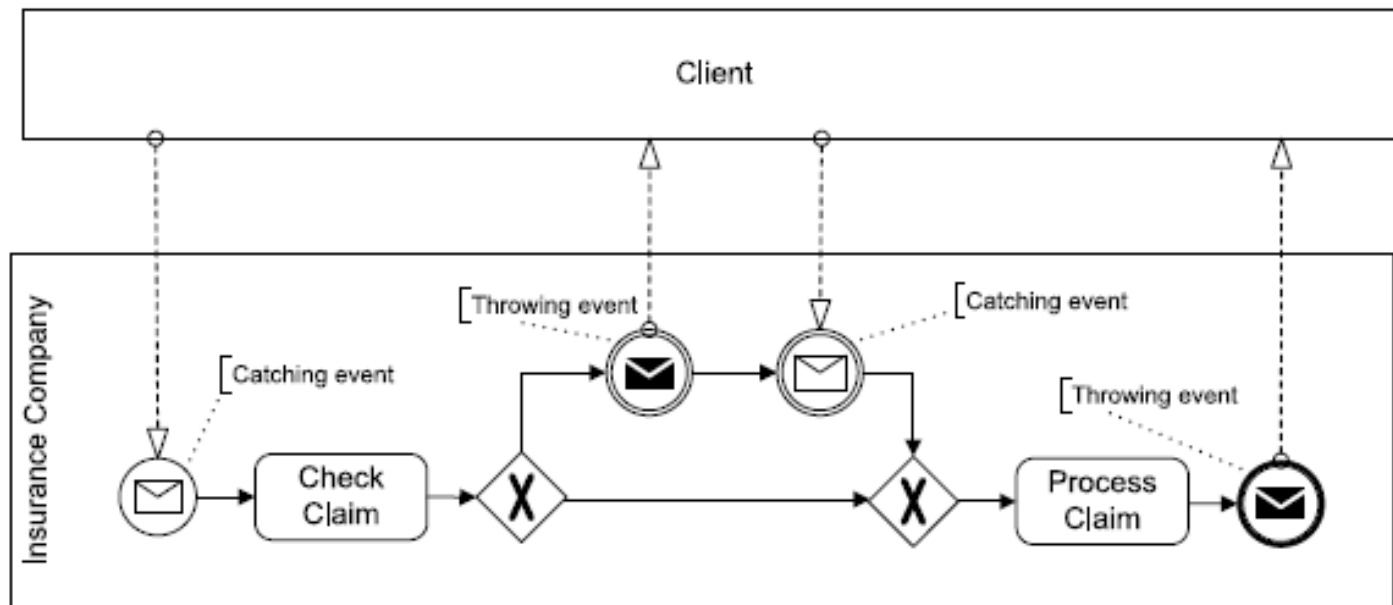 Client
Insurance Company
Throwing event
Catching event
Catching event
Throwing event
Check
Claim
X
X
Process
Claim